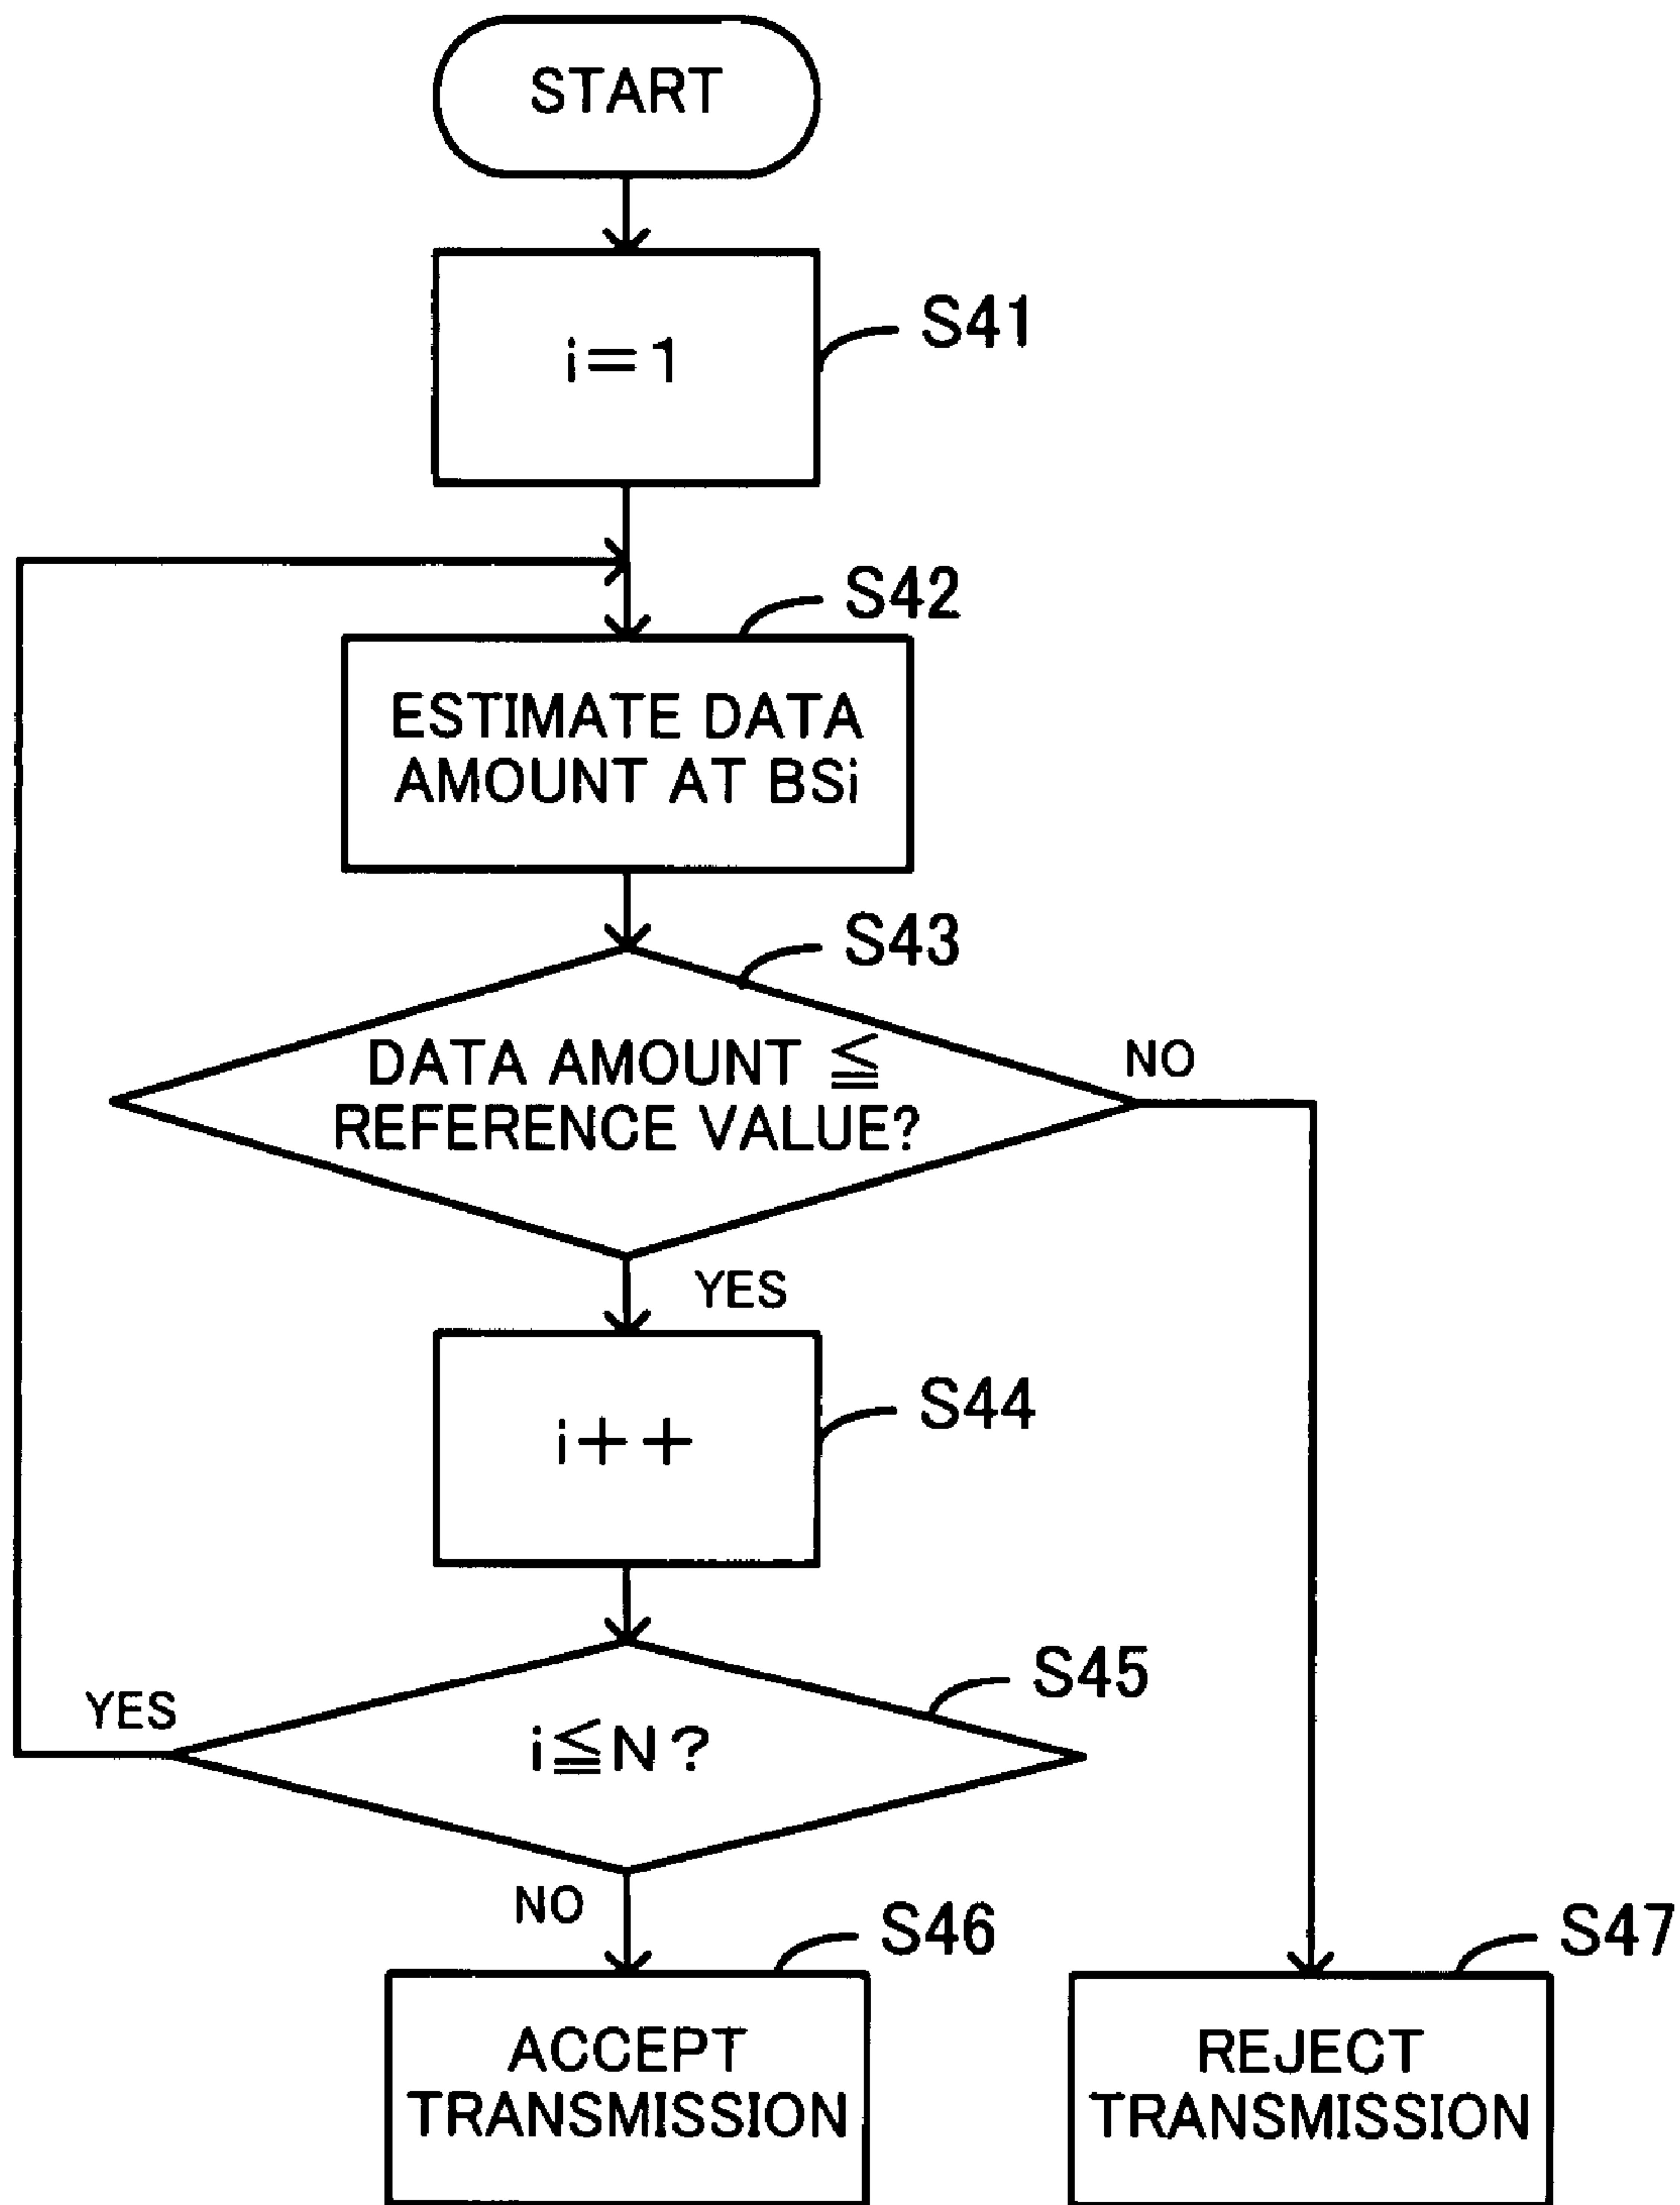 START
i=1
S41
S42
ESTIMATE DATA
AMOUNT AT BSi
S43
DATA AMOUNT ≦
REFERENCE VALUE?
NO
YES
i++
S44
S45
YES
i≦N?
NO
S46
ACCEPT
TRANSMISSION
S47
REJECT
TRANSMISSION